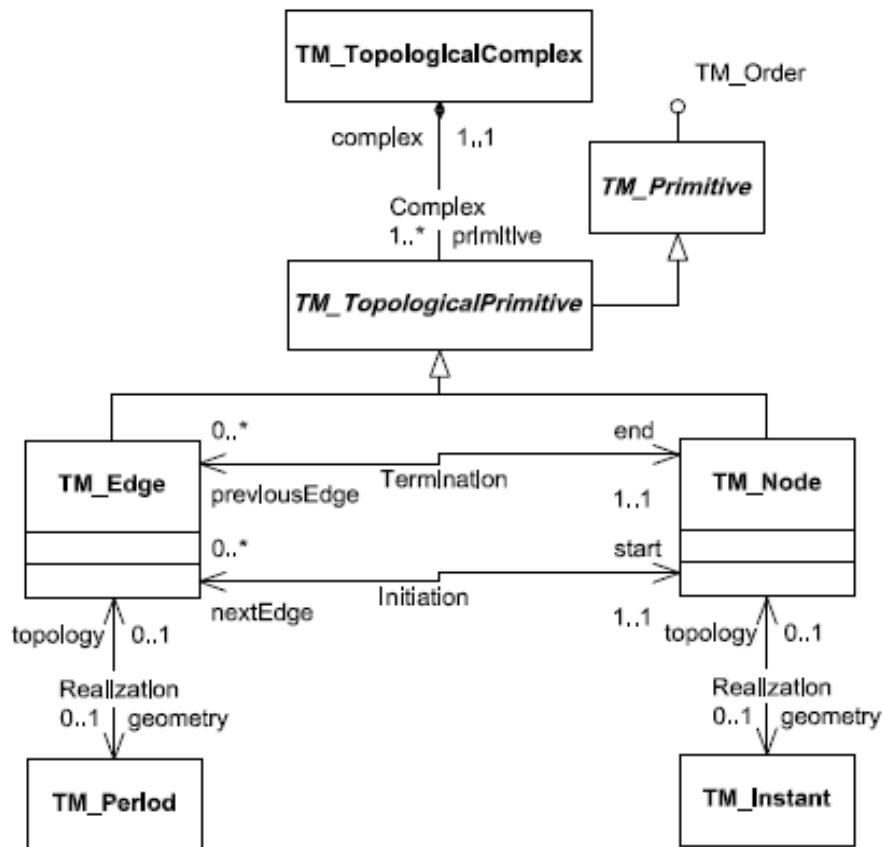 TM_TopologicalComplex
TM_Order
complex 1..1
TM_Primitive
Complex
1..* primitive
TM_TopologicalPrimitive
0..* end
TM_Edge Termination TM_Node
previousEdge 1..1
0..* start
nextEdge Initiation 1..1
topology 0..1 topology 0..1
Realization Realization
0..1 geometry 0..1 geometry
TM_Period TM_Instant